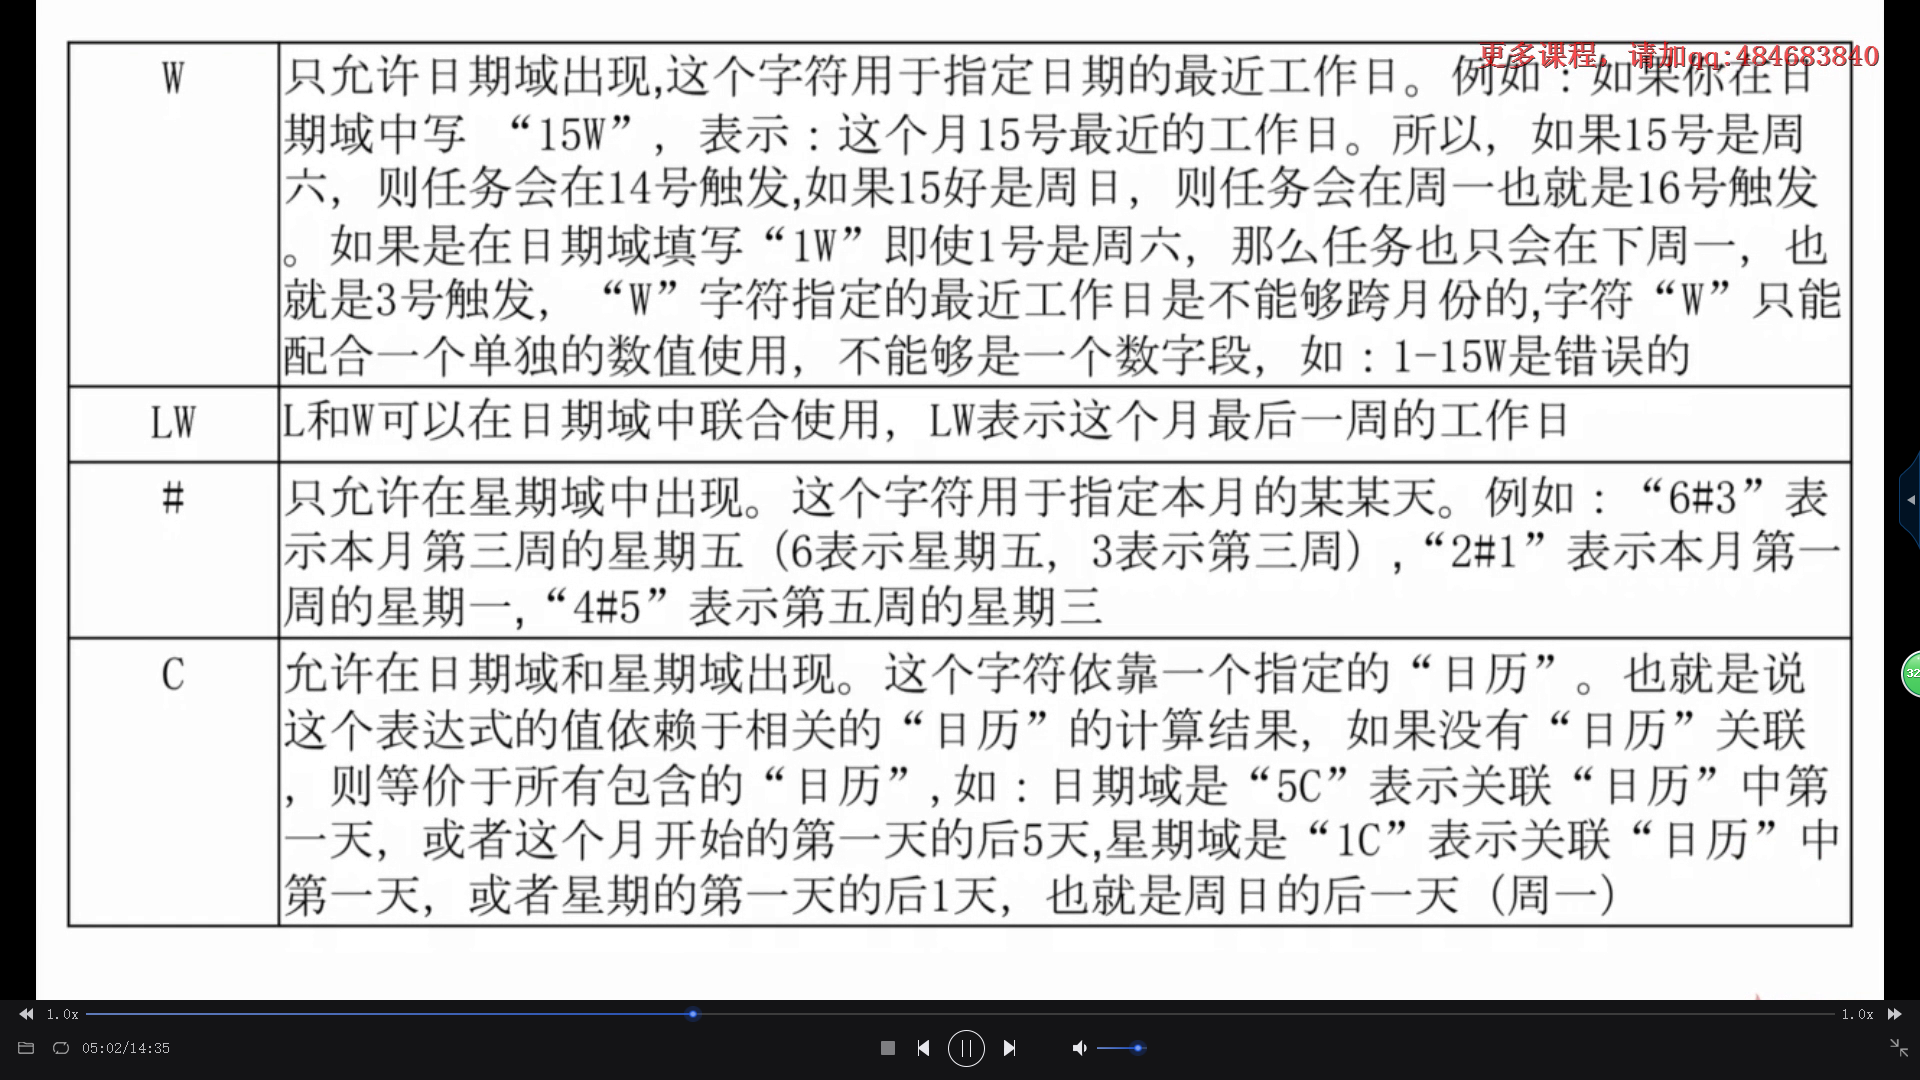 更多课程，请加qq:484683840
W
只允许日期域出现,这个字符用于指定日期的最近工作日。例如：如果你在日
期域中写 “15W”，表示：这个月15号最近的工作日。所以，如果15号是周
六，则任务会在14号触发,如果15好是周日，则任务会在周一也就是16号触发
。如果是在日期域填写“1W”即使1号是周六，那么任务也只会在下周一，也
就是3号触发，“W”字符指定的最近工作日是不能够跨月份的,字符“W”只能
配合一个单独的数值使用，不能够是一个数字段，如：1-15W是错误的
LW
L和W可以在日期域中联合使用，LW表示这个月最后一周的工作日
#
只允许在星期域中出现。这个字符用于指定本月的某某天。例如：“6#3”表
示本月第三周的星期五（6表示星期五，3表示第三周）,“2#1”表示本月第一
周的星期一,“4#5”表示第五周的星期三
C
允许在日期域和星期域出现。这个字符依靠一个指定的“日历”。也就是说
这个表达式的值依赖于相关的“日历”的计算结果，如果没有“日历”关联
，则等价于所有包含的“日历”,如：日期域是“5C”表示关联“日历”中第
一天，或者这个月开始的第一天的后5天,星期域是“1C”表示关联“日历”中
第一天，或者星期的第一天的后1天，也就是周日的后一天（周一）
32
1.0x
1.0x
05:02/14:35